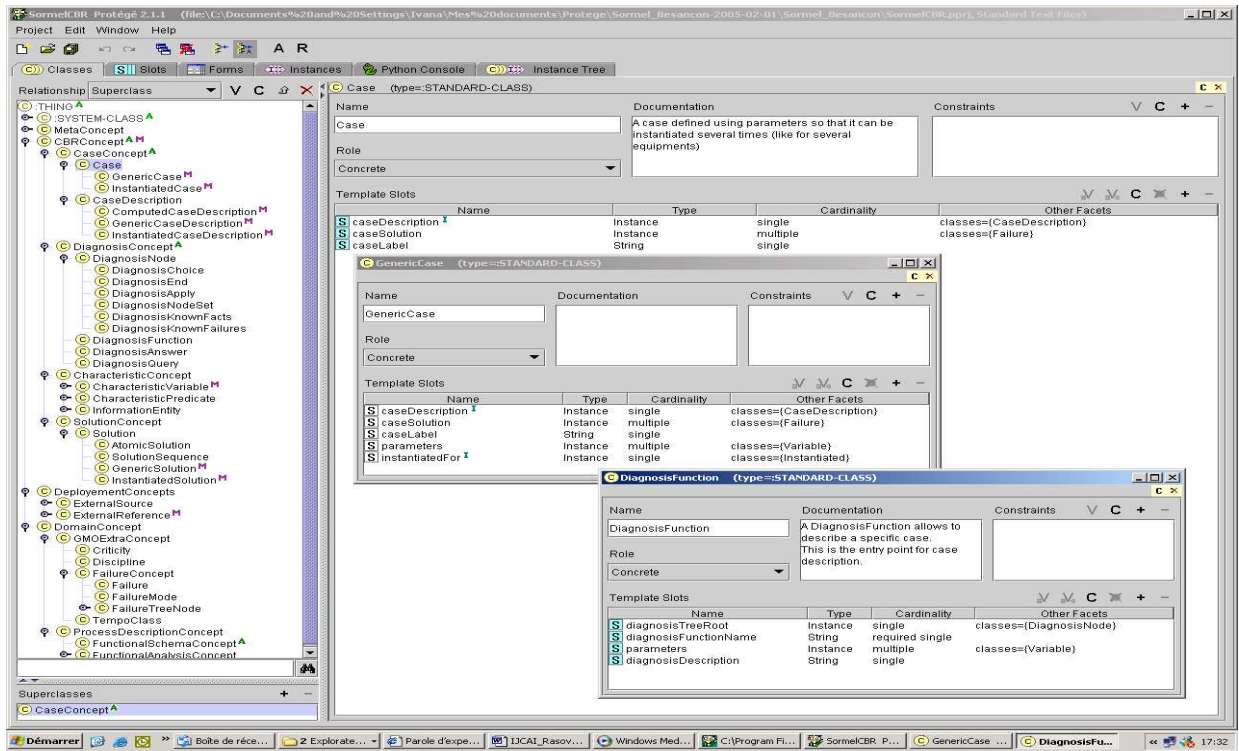 SormelCBR Protégé 2.1.1 (file:\C:\Documents%20and%20Settings\Ivana\Mes%20documents\Protege\Sormel_Besancon-2005-02-01\Sormel_Besancon\SormelCBR.pprj, Standard Text Files)
Project Edit Window Help
A R
C Classes S Slots Forms Instances Python Console Instance Tree
Relationship Superclass V C
:THING A
:SYSTEM-CLASS A
MetaConcept
CBRConcept A M
CaseConcept A
Case
GenericCase M
InstantiatedCase M
CaseDescription
ComputedCaseDescription M
GenericCaseDescription M
InstantiatedCaseDescription M
DiagnosisConcept A
DiagnosisNode
DiagnosisChoice
DiagnosisEnd
DiagnosisApply
DiagnosisNodeSet
DiagnosisKnownFacts
DiagnosisKnownFailures
DiagnosisFunction
DiagnosisAnswer
DiagnosisQuery
CharacteristicConcept
CharacteristicVariable M
CharacteristicPredicate
InformationEntity
SolutionConcept
Solution
AtomicSolution
SolutionSequence
GenericSolution M
InstantiatedSolution M
DeployementConcepts
ExternalSource
ExternalReference M
DomainConcept
GMOExtraConcept
Criticity
Discipline
FailureConcept
Failure
FailureMode
FailureTreeNode
TempoClass
ProcessDescriptionConcept
FunctionalSchemaConcept A
FunctionalAnalysisConcept
Superclasses + −
CaseConcept A
C Case (type=:STANDARD-CLASS) C ×
Name Documentation Constraints V C + −
Case
A case defined using parameters so that it can be
instantiated several times (like for several
equipments)
Role
Concrete
Template Slots V V C + −
Name Type Cardinality Other Facets
S caseDescription I Instance single classes={CaseDescription}
S caseSolution Instance multiple classes={Failure}
S caseLabel String single
C GenericCase (type=:STANDARD-CLASS)
C ×
Name Documentation Constraints V C + −
GenericCase
Role
Concrete
Template Slots V V C + −
Name Type Cardinality Other Facets
S caseDescription I Instance single classes={CaseDescription}
S caseSolution Instance multiple classes={Failure}
S caseLabel String single
S parameters Instance multiple classes={Variable}
S instantiatedFor I Instance single classes={Instantiated}
C DiagnosisFunction (type=:STANDARD-CLASS)
C ×
Name Documentation Constraints V C + −
DiagnosisFunction
A DiagnosisFunction allows to
describe a specific case.
This is the entry point for case
description.
Role
Concrete
Template Slots V V C + −
Name Type Cardinality Other Facets
S diagnosisTreeRoot Instance single classes={DiagnosisNode}
S diagnosisFunctionName String required single
S parameters Instance multiple classes={Variable}
S diagnosisDescription String single
Démarrer » Boîte de réce... 2 Explorate... Parole d'expe... IJCAI_Rasov... Windows Med... C:\Program Fi... SormelCBR P... GenericCase ... DiagnosisFu... « 17:32